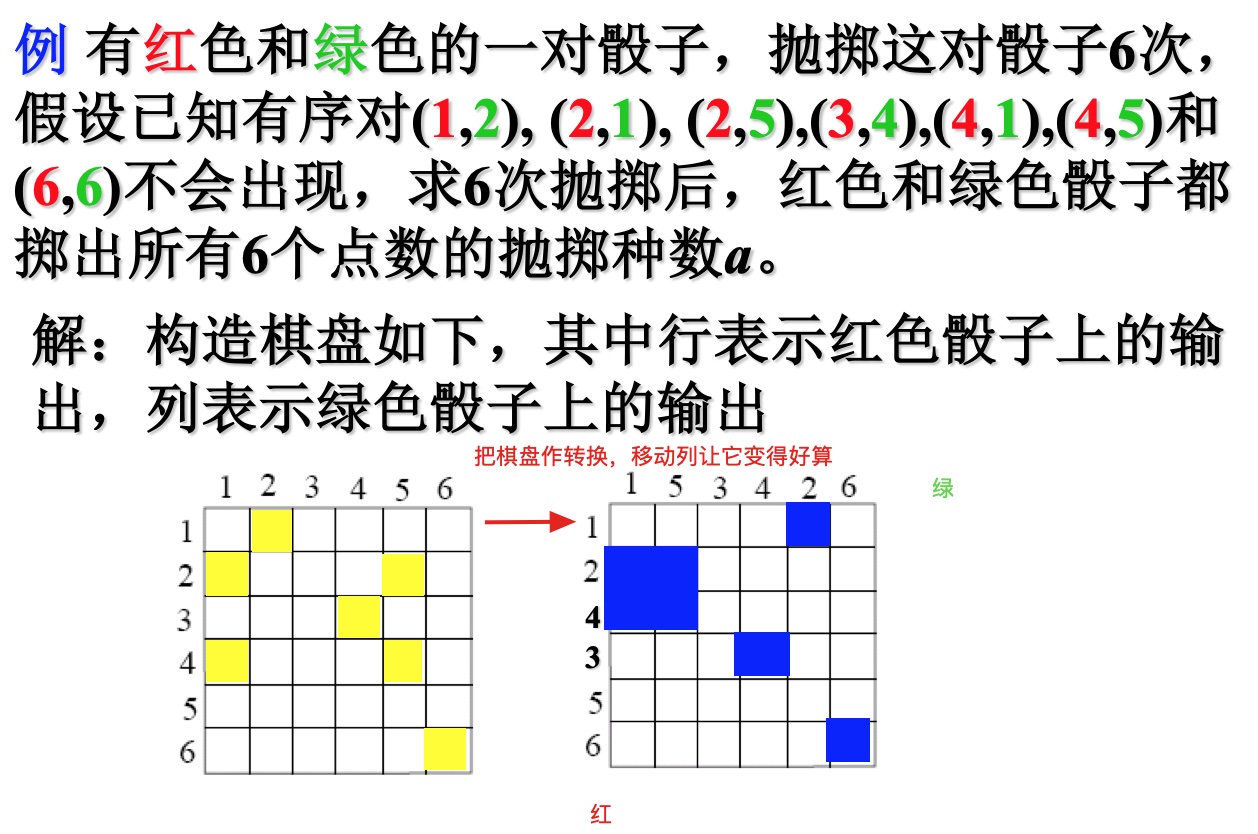 例 有红色和绿色的一对骰子，抛掷这对骰子6次，
假设已知有序对(1,2), (2,1), (2,5),(3,4),(4,1),(4,5)和
(6,6)不会出现，求6次抛掷后，红色和绿色骰子都
掷出所有6个点数的抛掷种数a。
解：构造棋盘如下，其中行表示红色骰子上的输
出，列表示绿色骰子上的输出
把棋盘作转换，移动列让它变得好算
1 2 3 4 5 6
1
2
3
4
5
6
1 5 3 4 2 6
绿
1
2
4
3
5
6
红